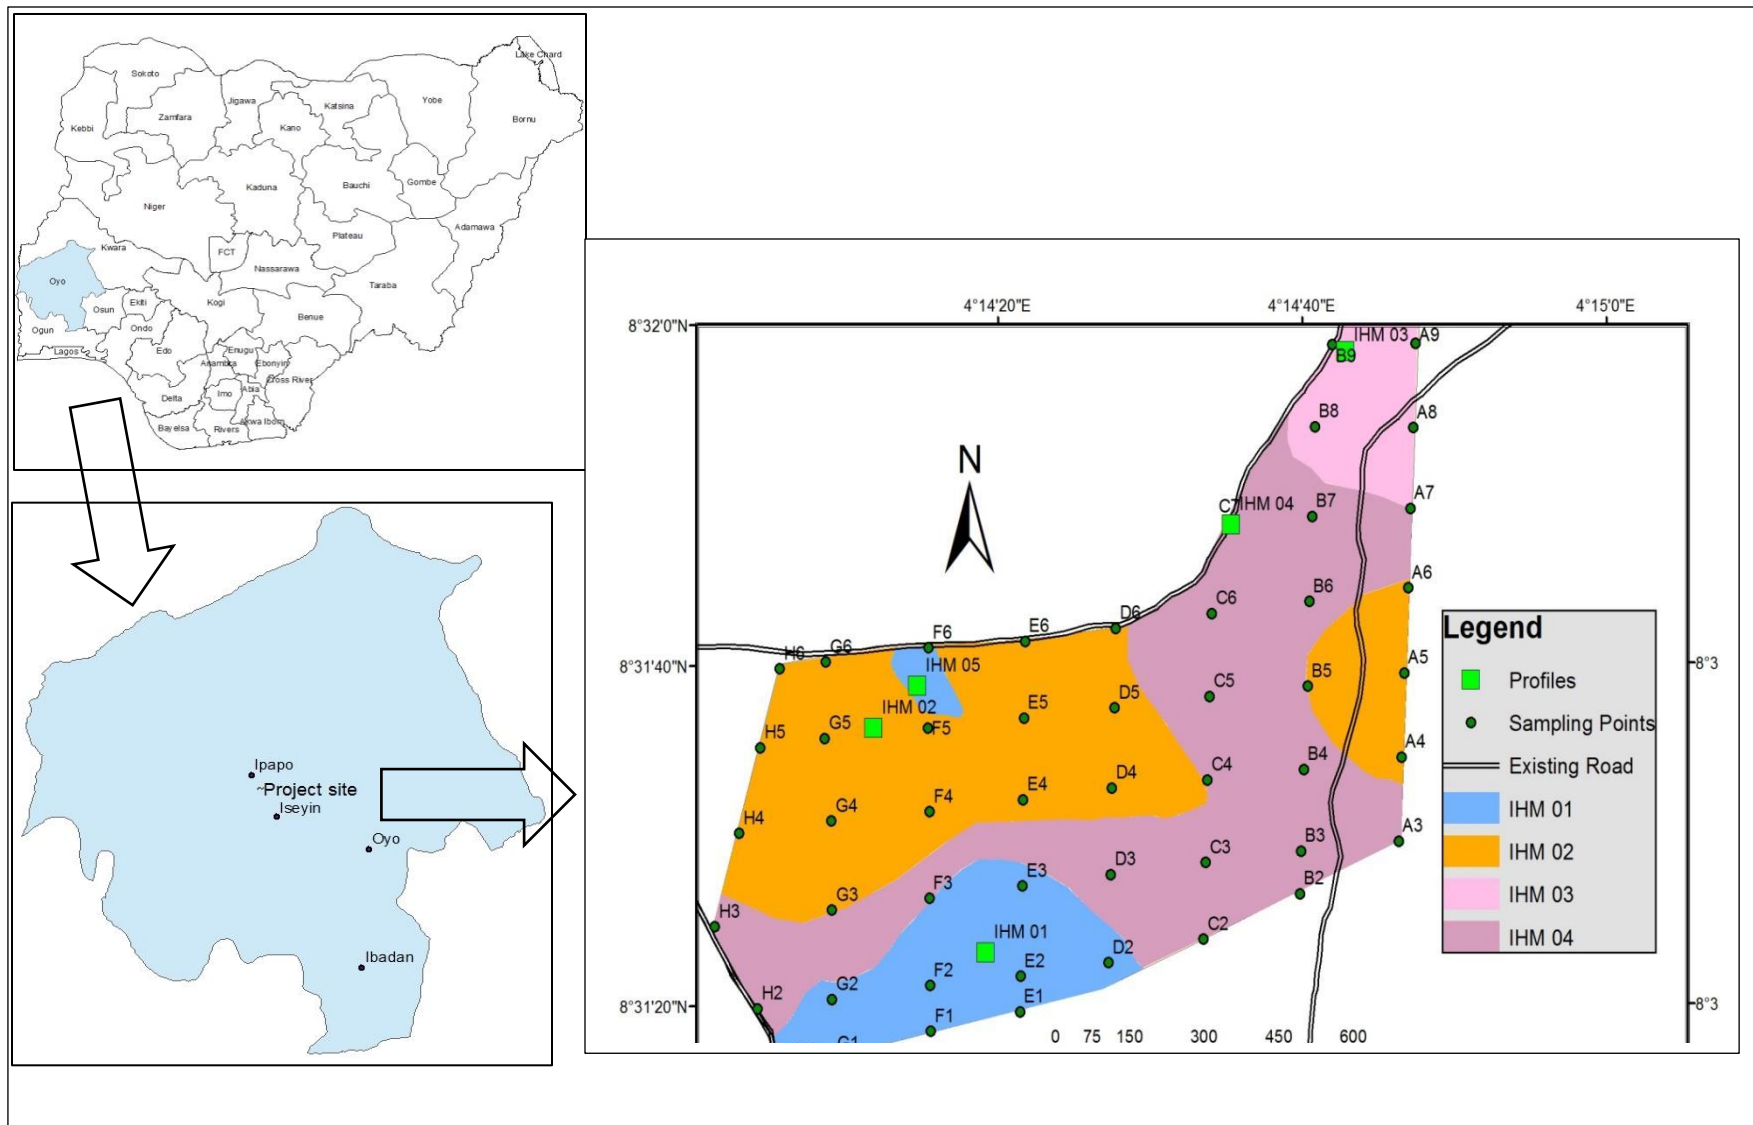 Lake Chard
Sokoto
Jigawa
Katsina
Yobe
Zamfara
Kebbi
Kano
Bornu
Kaduna
Bauchi
Gombe
Niger
Plateau
Adamawa
Kwara
FCT
Nassarawa
Oyo
Taraba
Osun
Ekiti
Kogi
Benue
Ogun
Ondo
Lagos
Edo
Enugu
Anambra
Ebonyin
Cross River
Imo
Abia
Delta
Akwa Ibom
Bayelsa
Rivers
Ipapo
~Project site
Iseyin
Oyo
Ibadan
4°14'20"E
4°14'40"E
4°15'0"E
8°32'0"N
8°31'40"N
8°31'20"N
8°3
8°3
N
IHM 03
A9
B9
B8
A8
C7
IHM 04
B7
A7
C6
B6
A6
H6
G6
F6
E6
D6
IHM 05
IHM 02
H5
G5
F5
E5
D5
C5
B5
A5
H4
G4
F4
E4
D4
C4
B4
A4
H3
G3
F3
E3
D3
C3
B3
A3
IHM 01
H2
G2
F2
E2
D2
C2
B2
G1
F1
E1
0 75 150 300 450 600
Legend
Profiles
Sampling Points
Existing Road
IHM 01
IHM 02
IHM 03
IHM 04